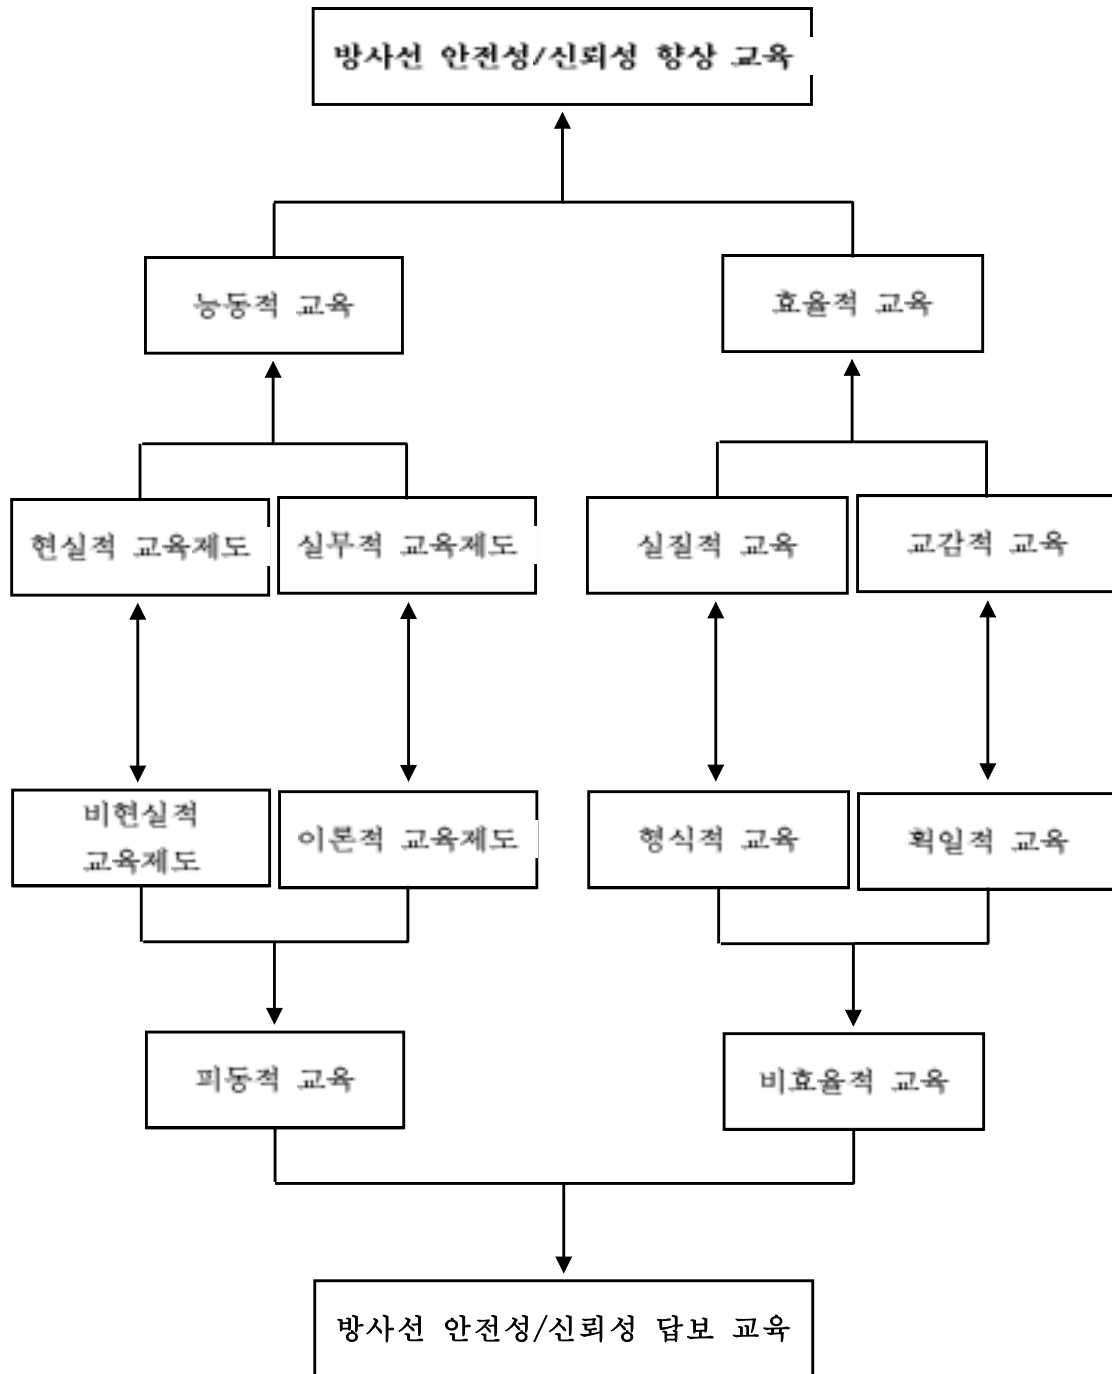 방사선 안전성/신뢰성 향상 교육
능동적 교육
효율적 교육
현실적 교육제도
실무적 교육제도
실질적 교육
교감적 교육
비현실적
교육제도
이론적 교육제도
형식적 교육
획일적 교육
피동적 교육
비효율적 교육
방사선 안전성/신뢰성 답보 교육